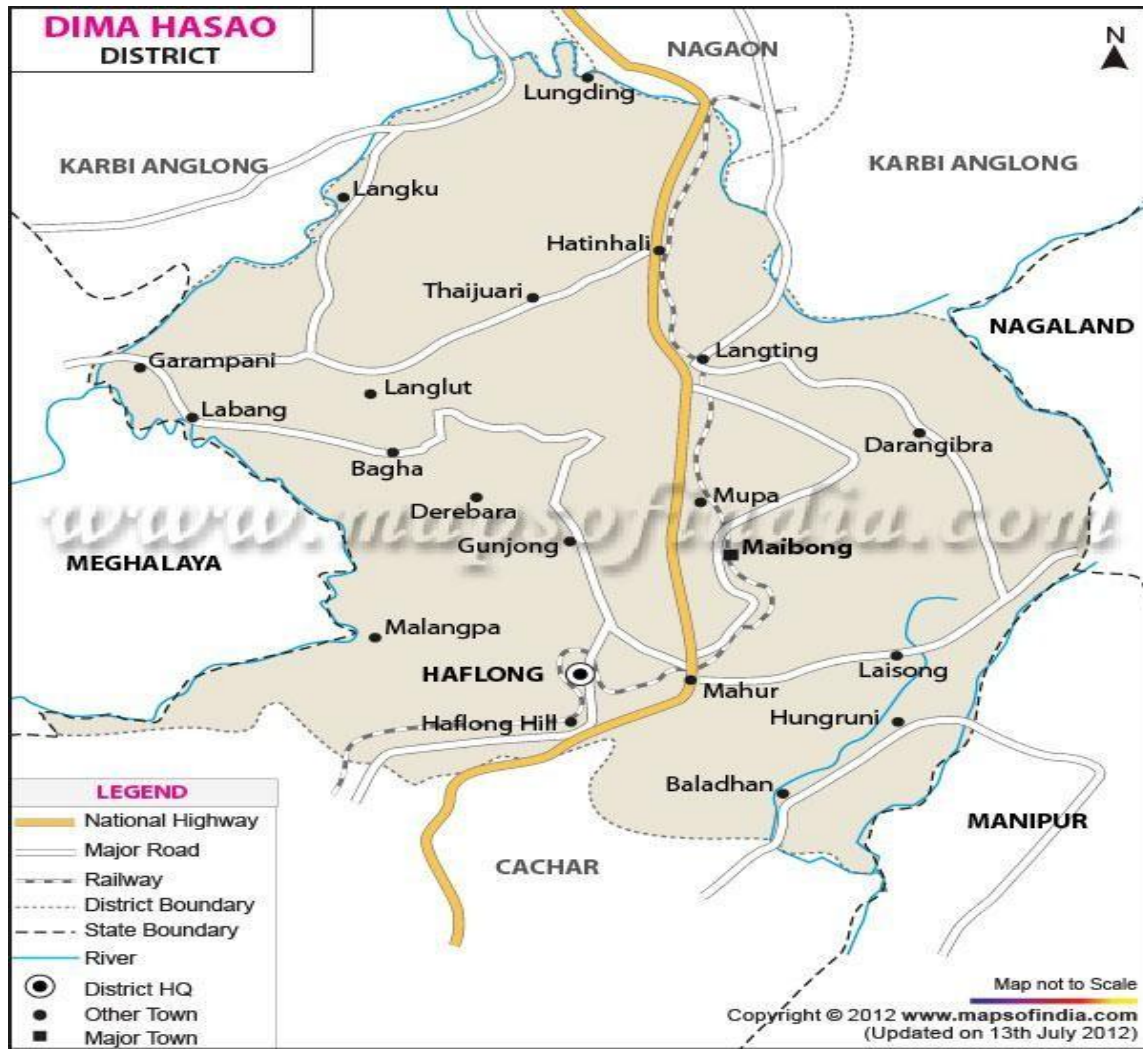 DIMA HASAO
DISTRICT
N
NAGAON
Lungding
KARBI ANGLONG
KARBI ANGLONG
Langku
Hatinhali
Thaijuari
NAGALAND
Langting
Garampani
Langlut
Labang
Darangibra
Bagha
Mupa
Derebara
www.mapsofindia.com
Gunjong
Maibong
MEGHALAYA
Malangpa
Laisong
HAFLONG
Mahur
Haflong Hill
Hungruni
Baladhan
MANIPUR
CACHAR
LEGEND
National Highway
Major Road
Railway
District Boundary
State Boundary
River
District HQ
Other Town
Major Town
Map not to Scale
Copyright © 2012 www.mapsofindia.com
(Updated on 13th July 2012)